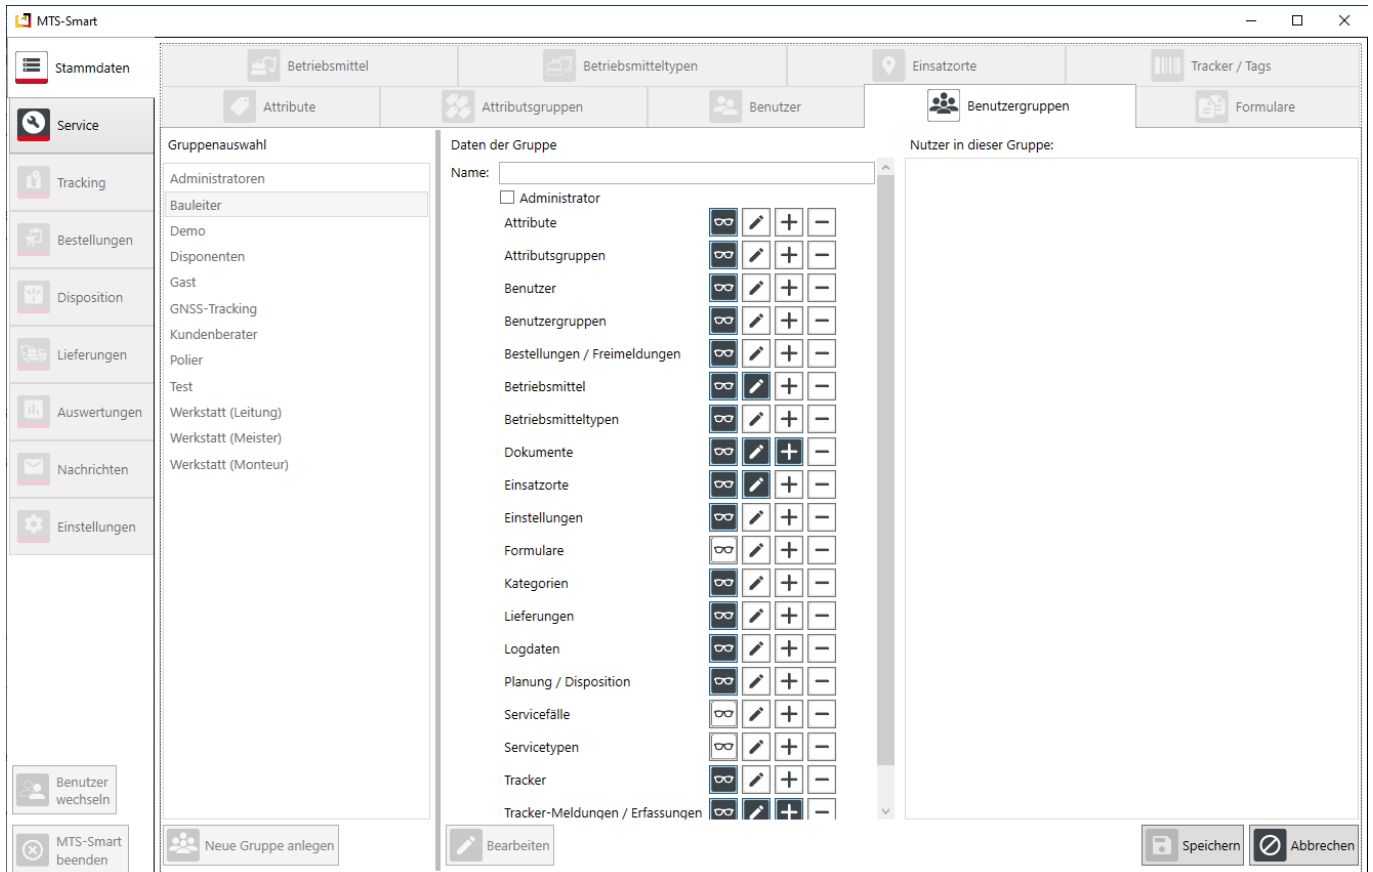 MTS-Smart
Stammdaten
Service
Tracking
Bestellungen
Disposition
Lieferungen
Auswertungen
Nachrichten
Einstellungen
Benutzer
wechseln
MTS-Smart
beenden
Betriebsmittel
Betriebsmitteltypen
Einsatzorte
Tracker / Tags
Attribute
Attributsgruppen
Benutzer
Benutzergruppen
Formulare
Gruppenauswahl
Administratoren
Bauleiter
Demo
Disponenten
Gast
GNSS-Tracking
Kundenberater
Polier
Test
Werkstatt (Leitung)
Werkstatt (Meister)
Werkstatt (Monteur)
Neue Gruppe anlegen
Daten der Gruppe
Name:
Administrator
Attribute
Attributsgruppen
Benutzer
Benutzergruppen
Bestellungen / Freimeldungen
Betriebsmittel
Betriebsmitteltypen
Dokumente
Einsatzorte
Einstellungen
Formulare
Kategorien
Lieferungen
Logdaten
Planung / Disposition
Servicefälle
Servicetypen
Tracker
Tracker-Meldungen / Erfassungen
Bearbeiten
Nutzer in dieser Gruppe:
Speichern
Abbrechen